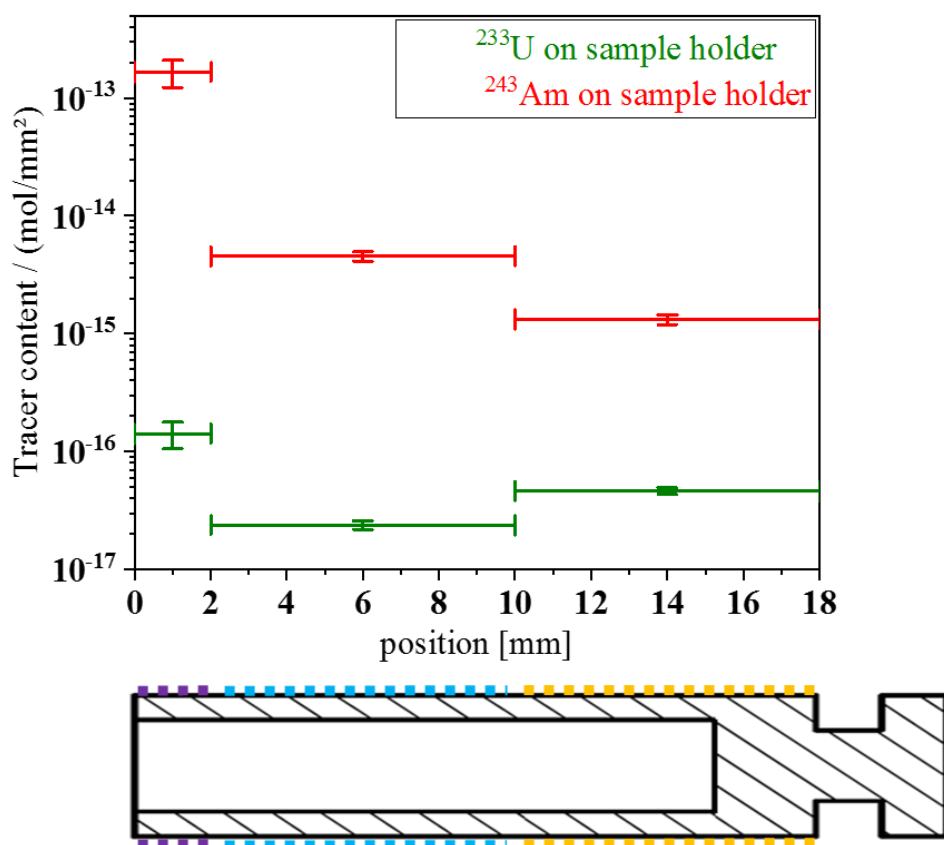 ²³³U on sample holder
²⁴³Am on sample holder
Tracer content / (mol/mm²)
10⁻¹³
10⁻¹⁴
10⁻¹⁵
10⁻¹⁶
10⁻¹⁷
0 2 4 6 8 10 12 14 16 18
position [mm]